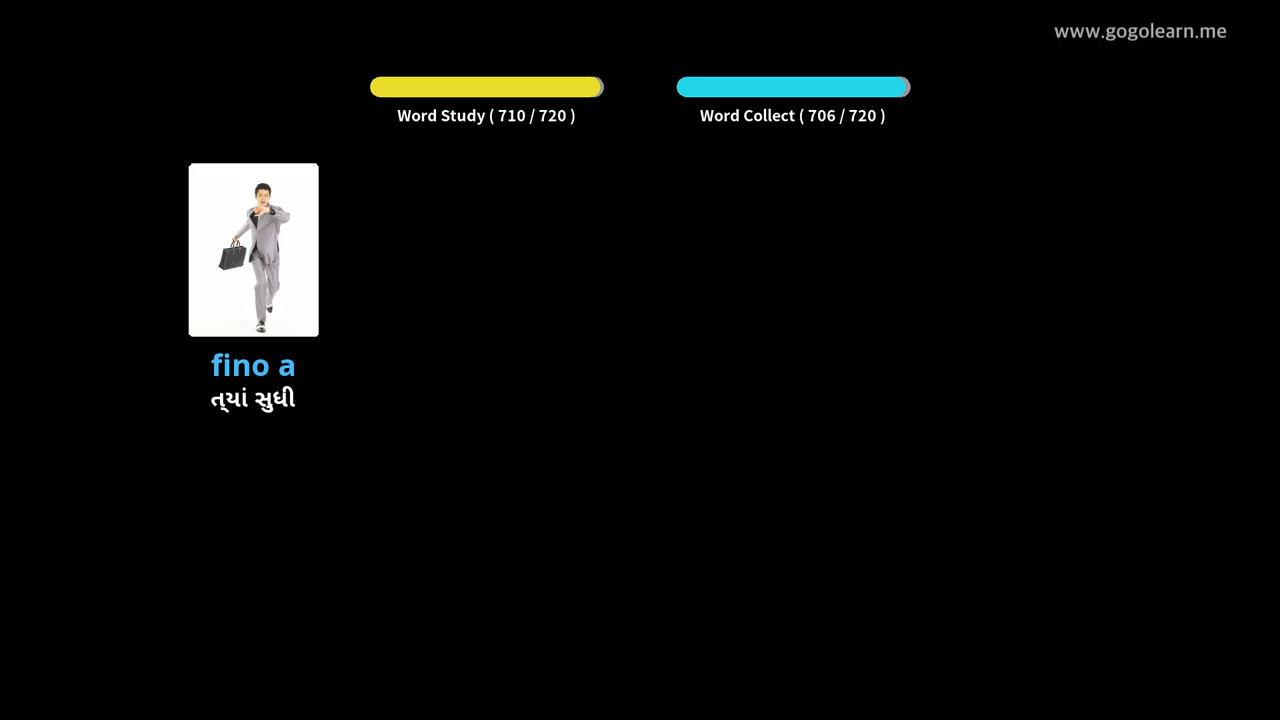 www.gogolearn.me
Word Study ( 710 / 720 )
Word Collect ( 706 / 720 )
fino a
ત્યાં સુધી